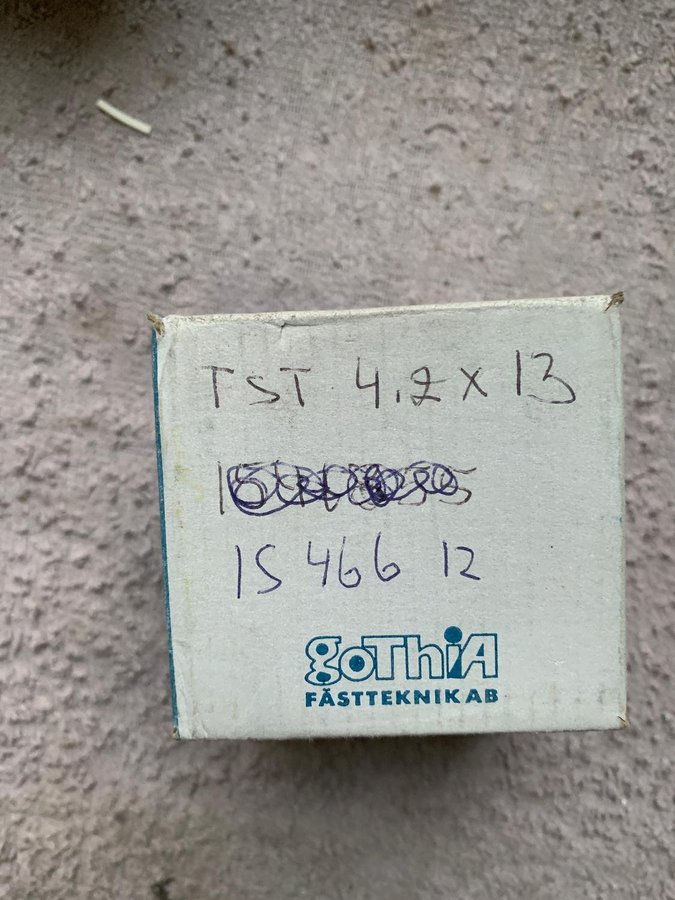 TST 4,2 x 13
15 466 12
goThiA
FÄSTTEKNIK AB